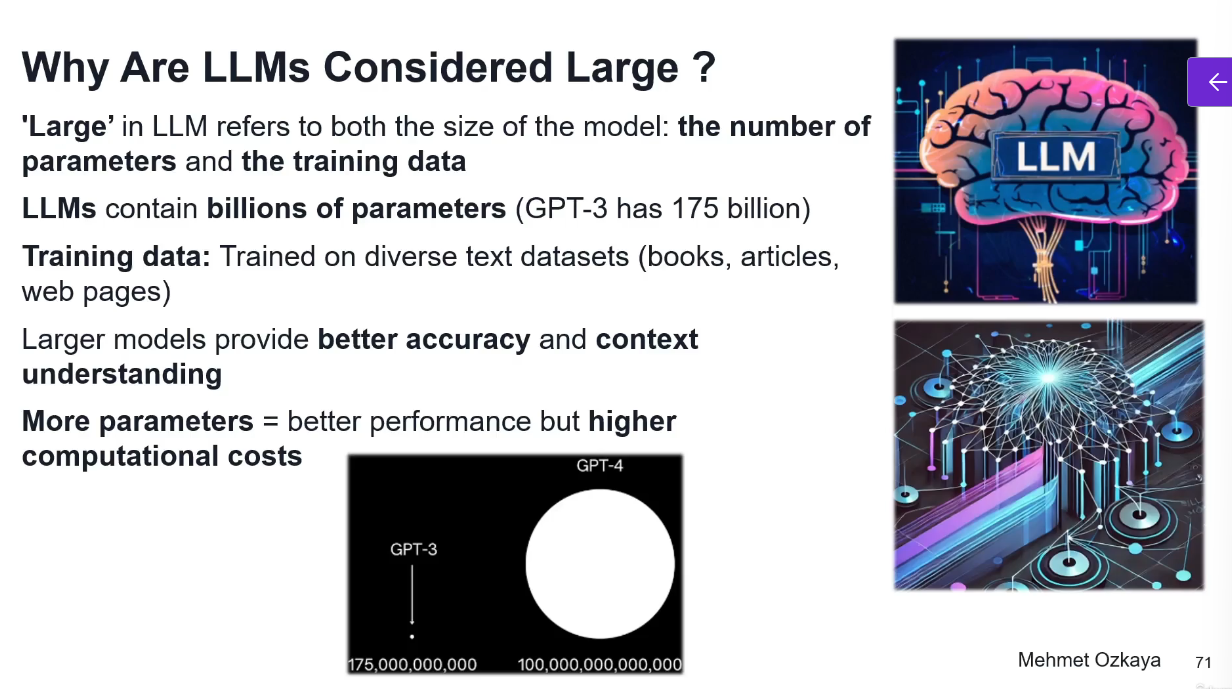 Why Are LLMs Considered Large ?
'Large’ in LLM refers to both the size of the model: the number of
parameters and the training data
LLMs contain billions of parameters (GPT-3 has 175 billion)
Training data: Trained on diverse text datasets (books, articles,
web pages)
Larger models provide better accuracy and context
understanding
More parameters = better performance but higher
computational costs
LLM
GPT-4
GPT-3
175,000,000,000
100,000,000,000,000
Mehmet Ozkaya
71